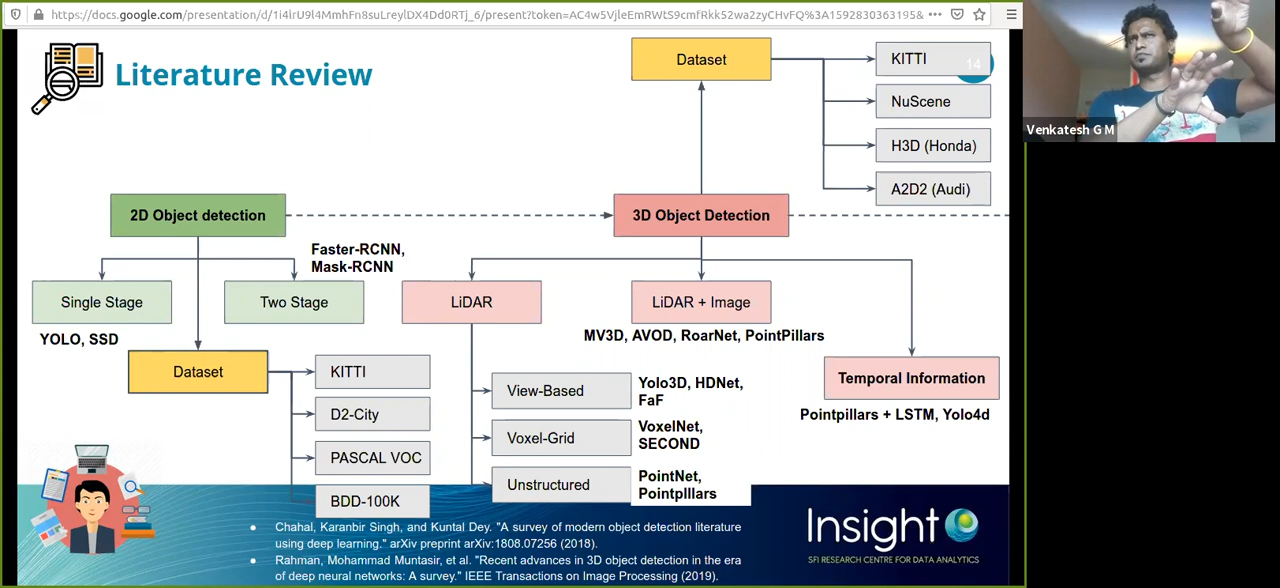 https://docs.google.com/presentation/d/1i4lrU9l4MmhFn8suLreylDX4Dd0RTj_6/present?token=AC4w5VjleEmRWtS9cmfRkk52wa2zyCHvFQ%3A1592830363195&
Literature Review
14
Dataset
KITTI
NuScene
H3D (Honda)
A2D2 (Audi)
Venkatesh G M
2D Object detection
3D Object Detection
Faster-RCNN,
Mask-RCNN
Single Stage
Two Stage
LiDAR
LiDAR + Image
YOLO, SSD
MV3D, AVOD, RoarNet, PointPillars
Dataset
KITTI
D2-City
PASCAL VOC
BDD-100K
View-Based
Yolo3D, HDNet,
FaF
Voxel-Grid
VoxelNet,
SECOND
Unstructured
PointNet,
Pointplllars
Temporal Information
Pointpillars + LSTM, Yolo4d
Chahal, Karanbir Singh, and Kuntal Dey. "A survey of modern object detection literature
using deep learning." arXiv preprint arXiv:1808.07256 (2018).
Rahman, Mohammad Muntasir, et al. "Recent advances in 3D object detection in the era
of deep neural networks: A survey." IEEE Transactions on Image Processing (2019).
Insight
SFI RESEARCH CENTRE FOR DATA ANALYTICS